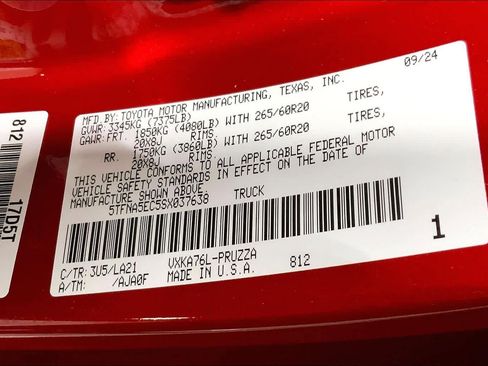 MFD.BY: TOYOTA MOTOR MANUFACTURING, TEXAS, INC. 09/24
GVWR: 3345KG (7375LB)
GAWR: FRT. 1850KG (4080LB) WITH 265/60R20 TIRES,
20X8J RIMS
RR. 1750KG (3860LB) WITH 265/60R20 TIRES,
20X8J RIMS
THIS VEHICLE CONFORMS TO ALL APPLICABLE FEDERAL MOTOR
VEHICLE SAFETY STANDARDS IN EFFECT ON THE DATE OF
MANUFACTURE SHOWN ABOVE.
5TFNA5EC5SX037638 TRUCK
1
C/TR: 3U5/LA21 VXKA76L-PRUZZA
A/TM: /AJA0F MADE IN U.S.A. 812
812 17D5T